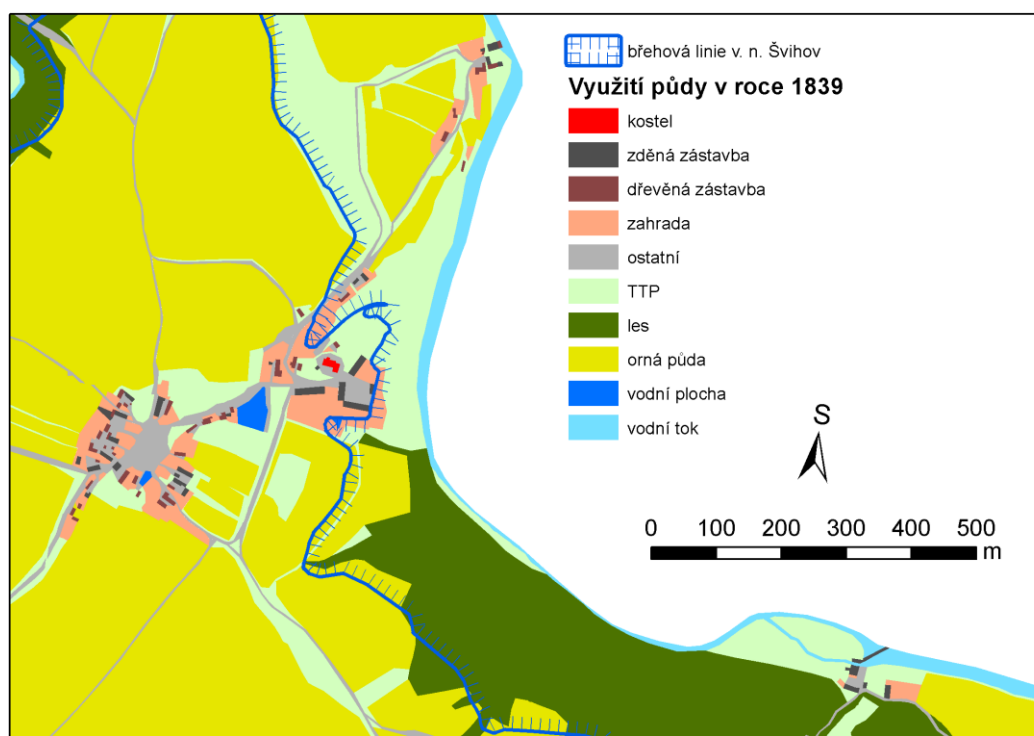 břehová linie v. n. Švihov
Využití půdy v roce 1839
kostel
zděná zástavba
dřevěná zástavba
zahrada
ostatní
TTP
les
orná půda
vodní plocha
vodní tok
S
0 100 200 300 400 500
m